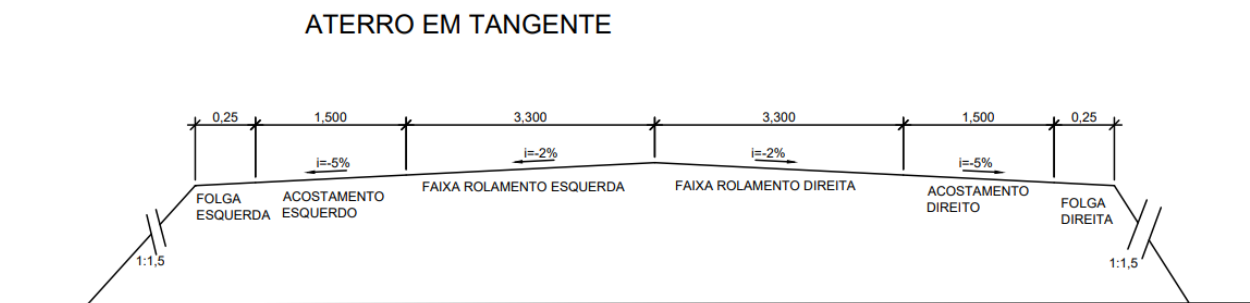 ATERRO EM TANGENTE
0,25 1,500 3,300 3,300 1,500 0,25
i=-5% i=-2% i=-2% i=-5%
FOLGA
ESQUERDA
ACOSTAMENTO
ESQUERDO
FAIXA ROLAMENTO ESQUERDA
FAIXA ROLAMENTO DIREITA
ACOSTAMENTO
DIREITO
FOLGA
DIREITA
1:1,5
1:1,5